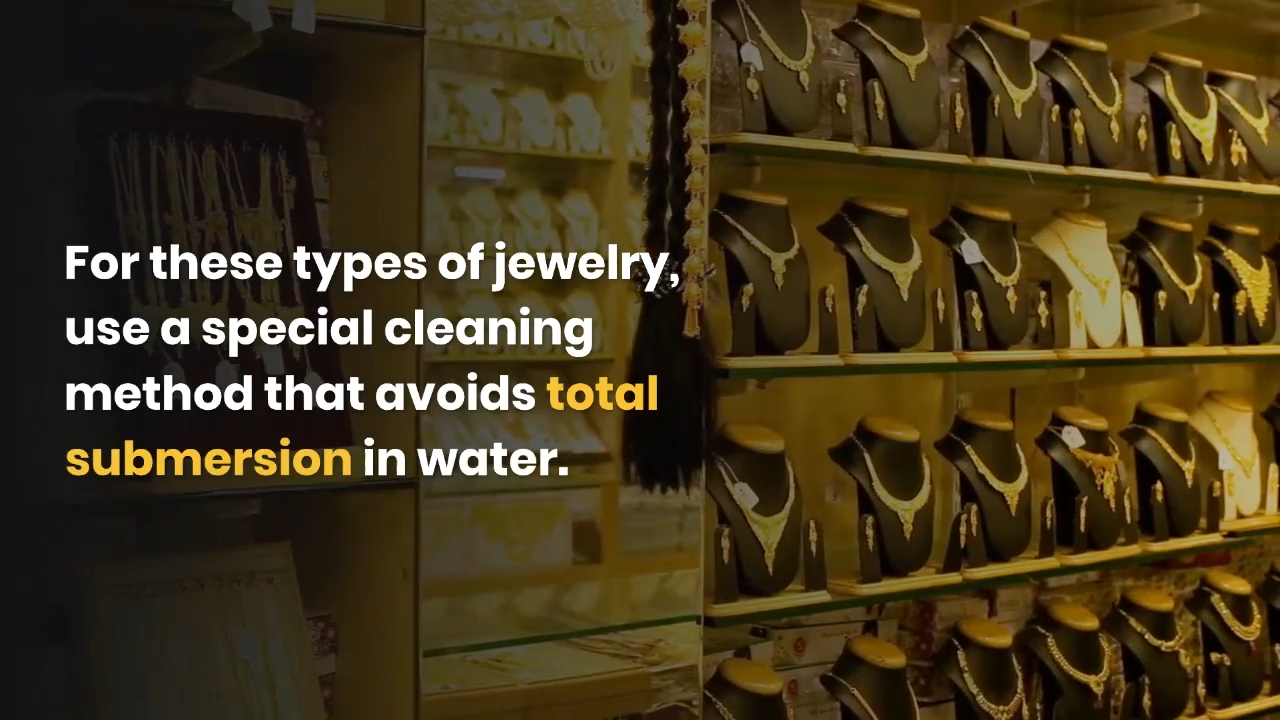 For these types of jewelry,
use a special cleaning
method that avoids total
submersion in water.